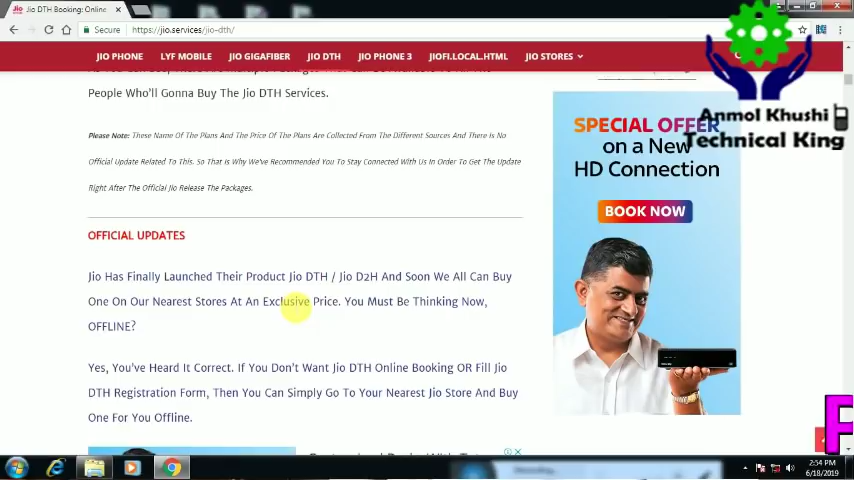 Jio DTH Booking: Online
Secure https://jio.services/jio-dth/
JIO PHONE LYF MOBILE JIO GIGAFIBER JIO DTH JIO PHONE 3 JIOFI.LOCAL.HTML JIO STORES
People Who'll Gonna Buy The Jio DTH Services.
Please Note: These Name Of The Plans And The Price Of The Plans Are Collected From The Different Sources And There Is No
Official Update Related To This. So That Is Why We've Recommended You To Stay Connected With Us In Order To Get The Update
Right After The Official Jio Release The Packages.
OFFICIAL UPDATES
Jio Has Finally Launched Their Product Jio DTH / Jio D2H And Soon We All Can Buy
One On Our Nearest Stores At An Exclusive Price. You Must Be Thinking Now,
OFFLINE?
Yes, You've Heard It Correct. If You Don't Want Jio DTH Online Booking OR Fill Jio
DTH Registration Form, Then You Can Simply Go To Your Nearest Jio Store And Buy
One For You Offline.
Anmol Khushi
Technical King
SPECIAL OFFER
on a New
HD Connection
BOOK NOW
2:54 PM
6/18/2019